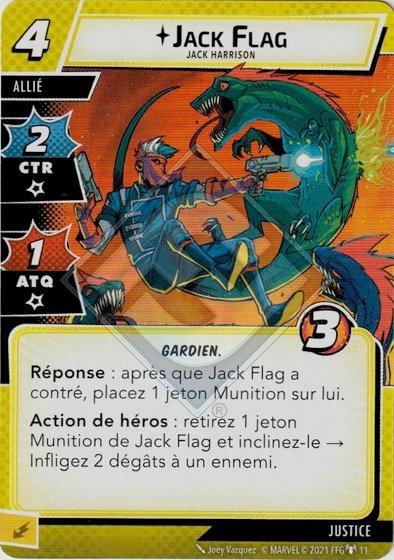 4
JACK FLAG
JACK HARRISON
ALLIÉ
2
CTR
1
ATQ
3
GARDIEN.
Réponse : après que Jack Flag a
contré, placez 1 jeton Munition sur lui.
Action de héros : retirez 1 jeton
Munition de Jack Flag et inclinez-le →
Infligez 2 dégâts à un ennemi.
®
JUSTICE
Joey Vazquez © MARVEL © 2021 FFG 11